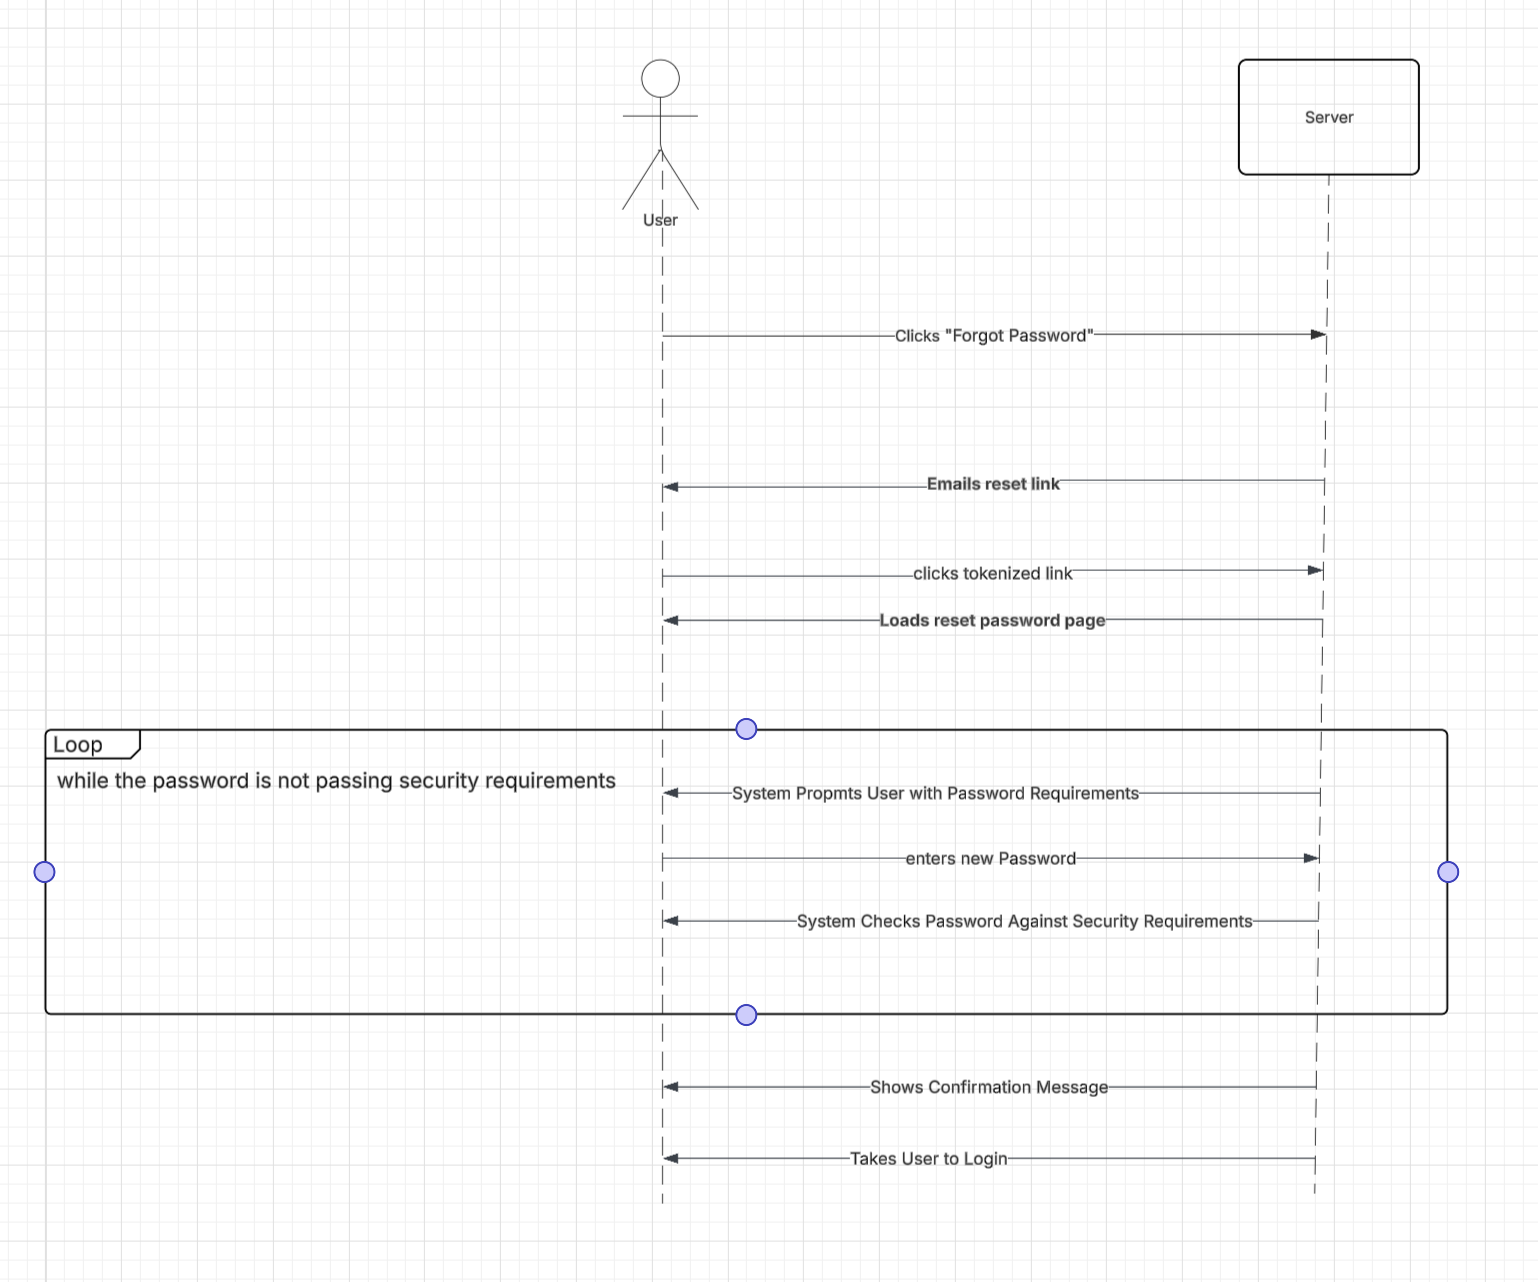 Server
User
Clicks "Forgot Password"
Emails reset link
clicks tokenized link
Loads reset password page
Loop
while the password is not passing security requirements
System Propmts User with Password Requirements
enters new Password
System Checks Password Against Security Requirements
Shows Confirmation Message
Takes User to Login